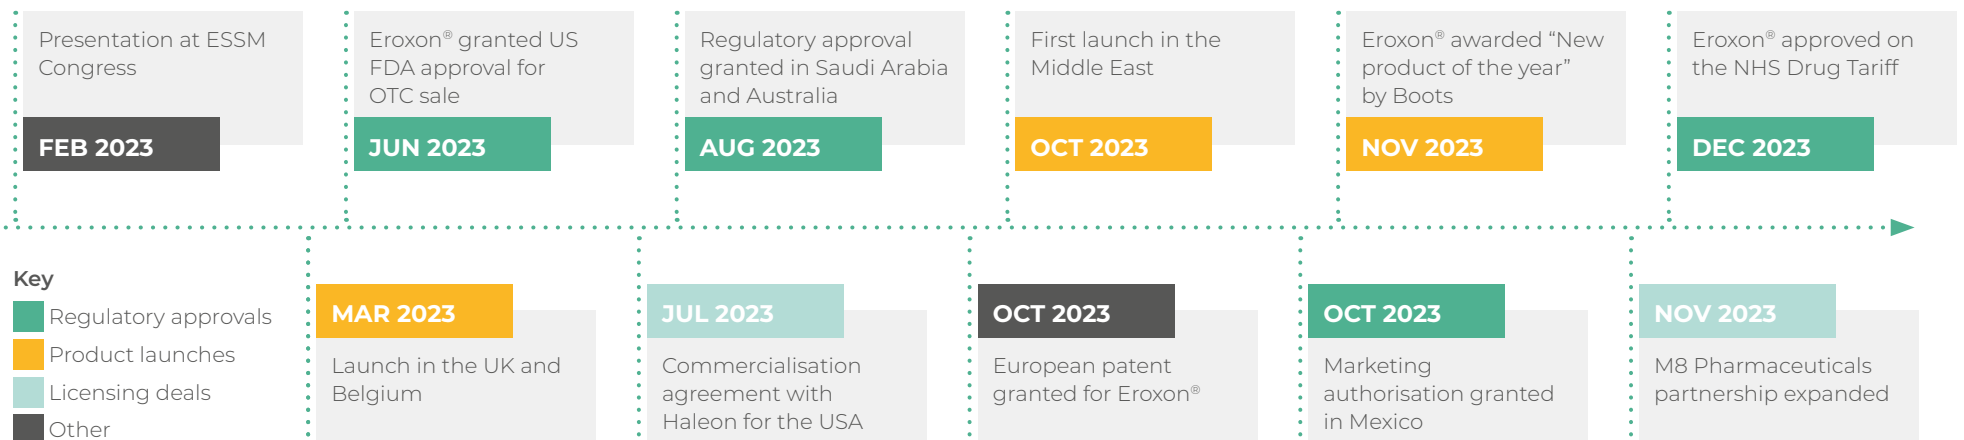 Presentation at ESSM
Congress
FEB 2023
Eroxon® granted US
FDA approval for
OTC sale
JUN 2023
Regulatory approval
granted in Saudi Arabia
and Australia
AUG 2023
First launch in the
Middle East
OCT 2023
Eroxon® awarded “New
product of the year”
by Boots
NOV 2023
Eroxon® approved on
the NHS Drug Tariff
DEC 2023
Key
Regulatory approvals
Product launches
Licensing deals
Other
MAR 2023
Launch in the UK and
Belgium
JUL 2023
Commercialisation
agreement with
Haleon for the USA
OCT 2023
European patent
granted for Eroxon®
OCT 2023
Marketing
authorisation granted
in Mexico
NOV 2023
M8 Pharmaceuticals
partnership expanded